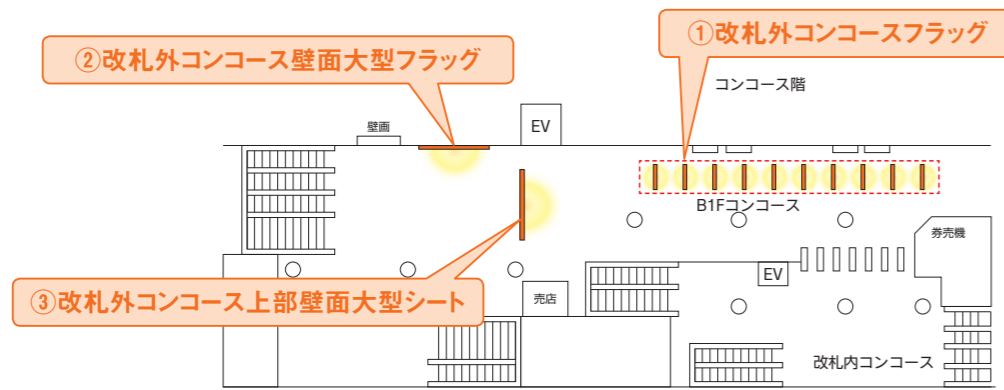 ①改札外コンコースフラッグ
②改札外コンコース壁面大型フラッグ
コンコース階
壁画
EV
B1Fコンコース
券売機
EV
③改札外コンコース上部壁面大型シート
売店
改札内コンコース